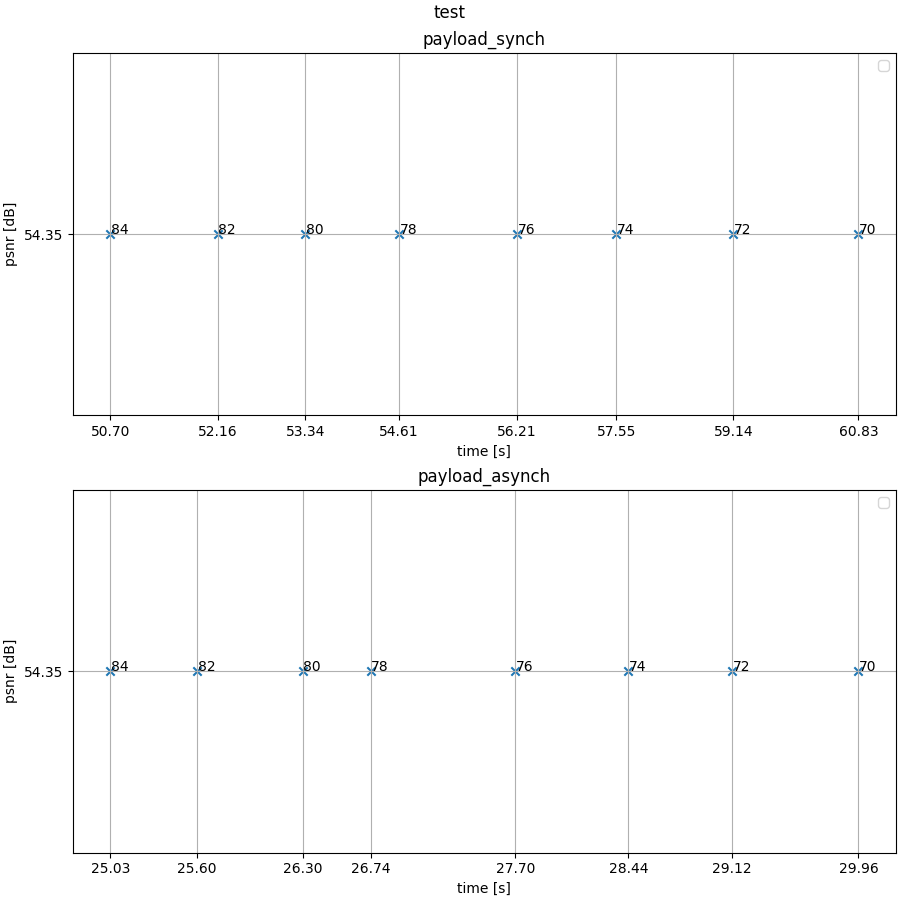 test
payload_synch
psnr [dB]
54.35
84 82 80 78 76 74 72 70
50.70 52.16 53.34 54.61 56.21 57.55 59.14 60.83
time [s]
payload_asynch
psnr [dB]
54.35
84 82 80 78 76 74 72 70
25.03 25.60 26.30 26.74 27.70 28.44 29.12 29.96
time [s]